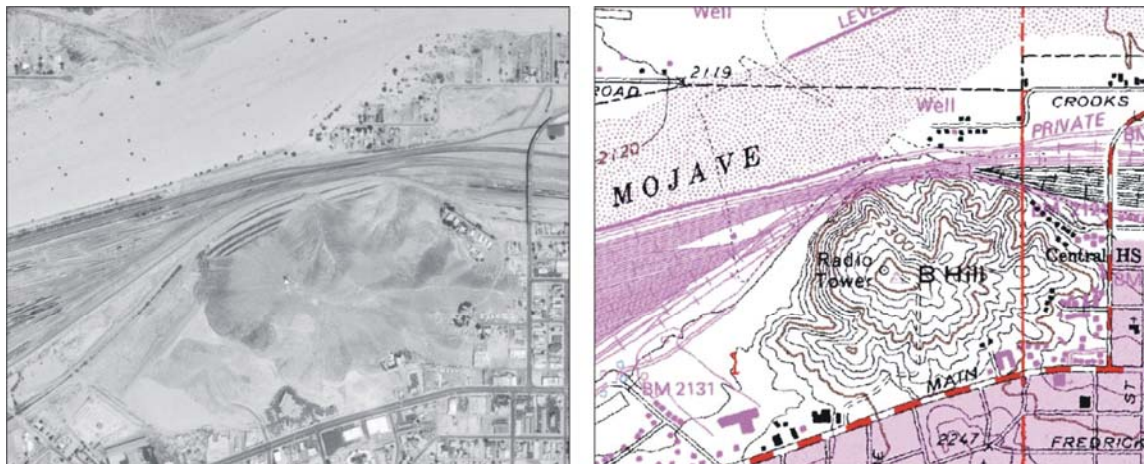 Well
LEVEE
2119
ROAD
Well
CROOKS
PRIVATE
2120
MOJAVE
BM
Radio
Tower
B Hill
Central HS
MAIN
BM 2131
ST
2247
FREDRICK